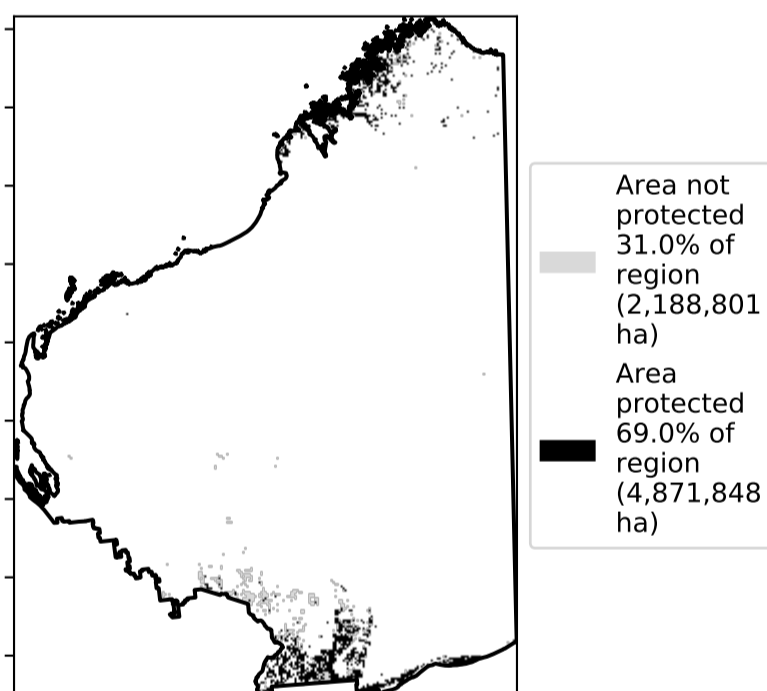 Area not
protected
31.0% of
region
(2,188,801
ha)
Area
protected
69.0% of
region
(4,871,848
ha)